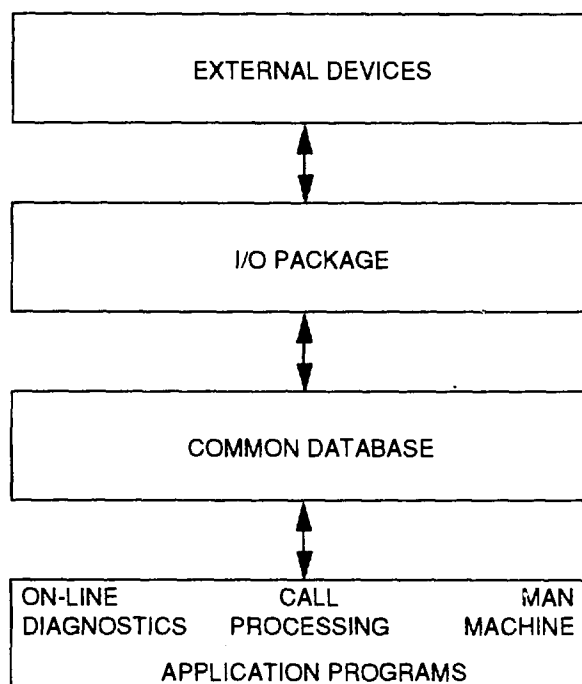 EXTERNAL DEVICES
I/O PACKAGE
COMMON DATABASE
ON-LINE CALL MAN
DIAGNOSTICS PROCESSING MACHINE
APPLICATION PROGRAMS